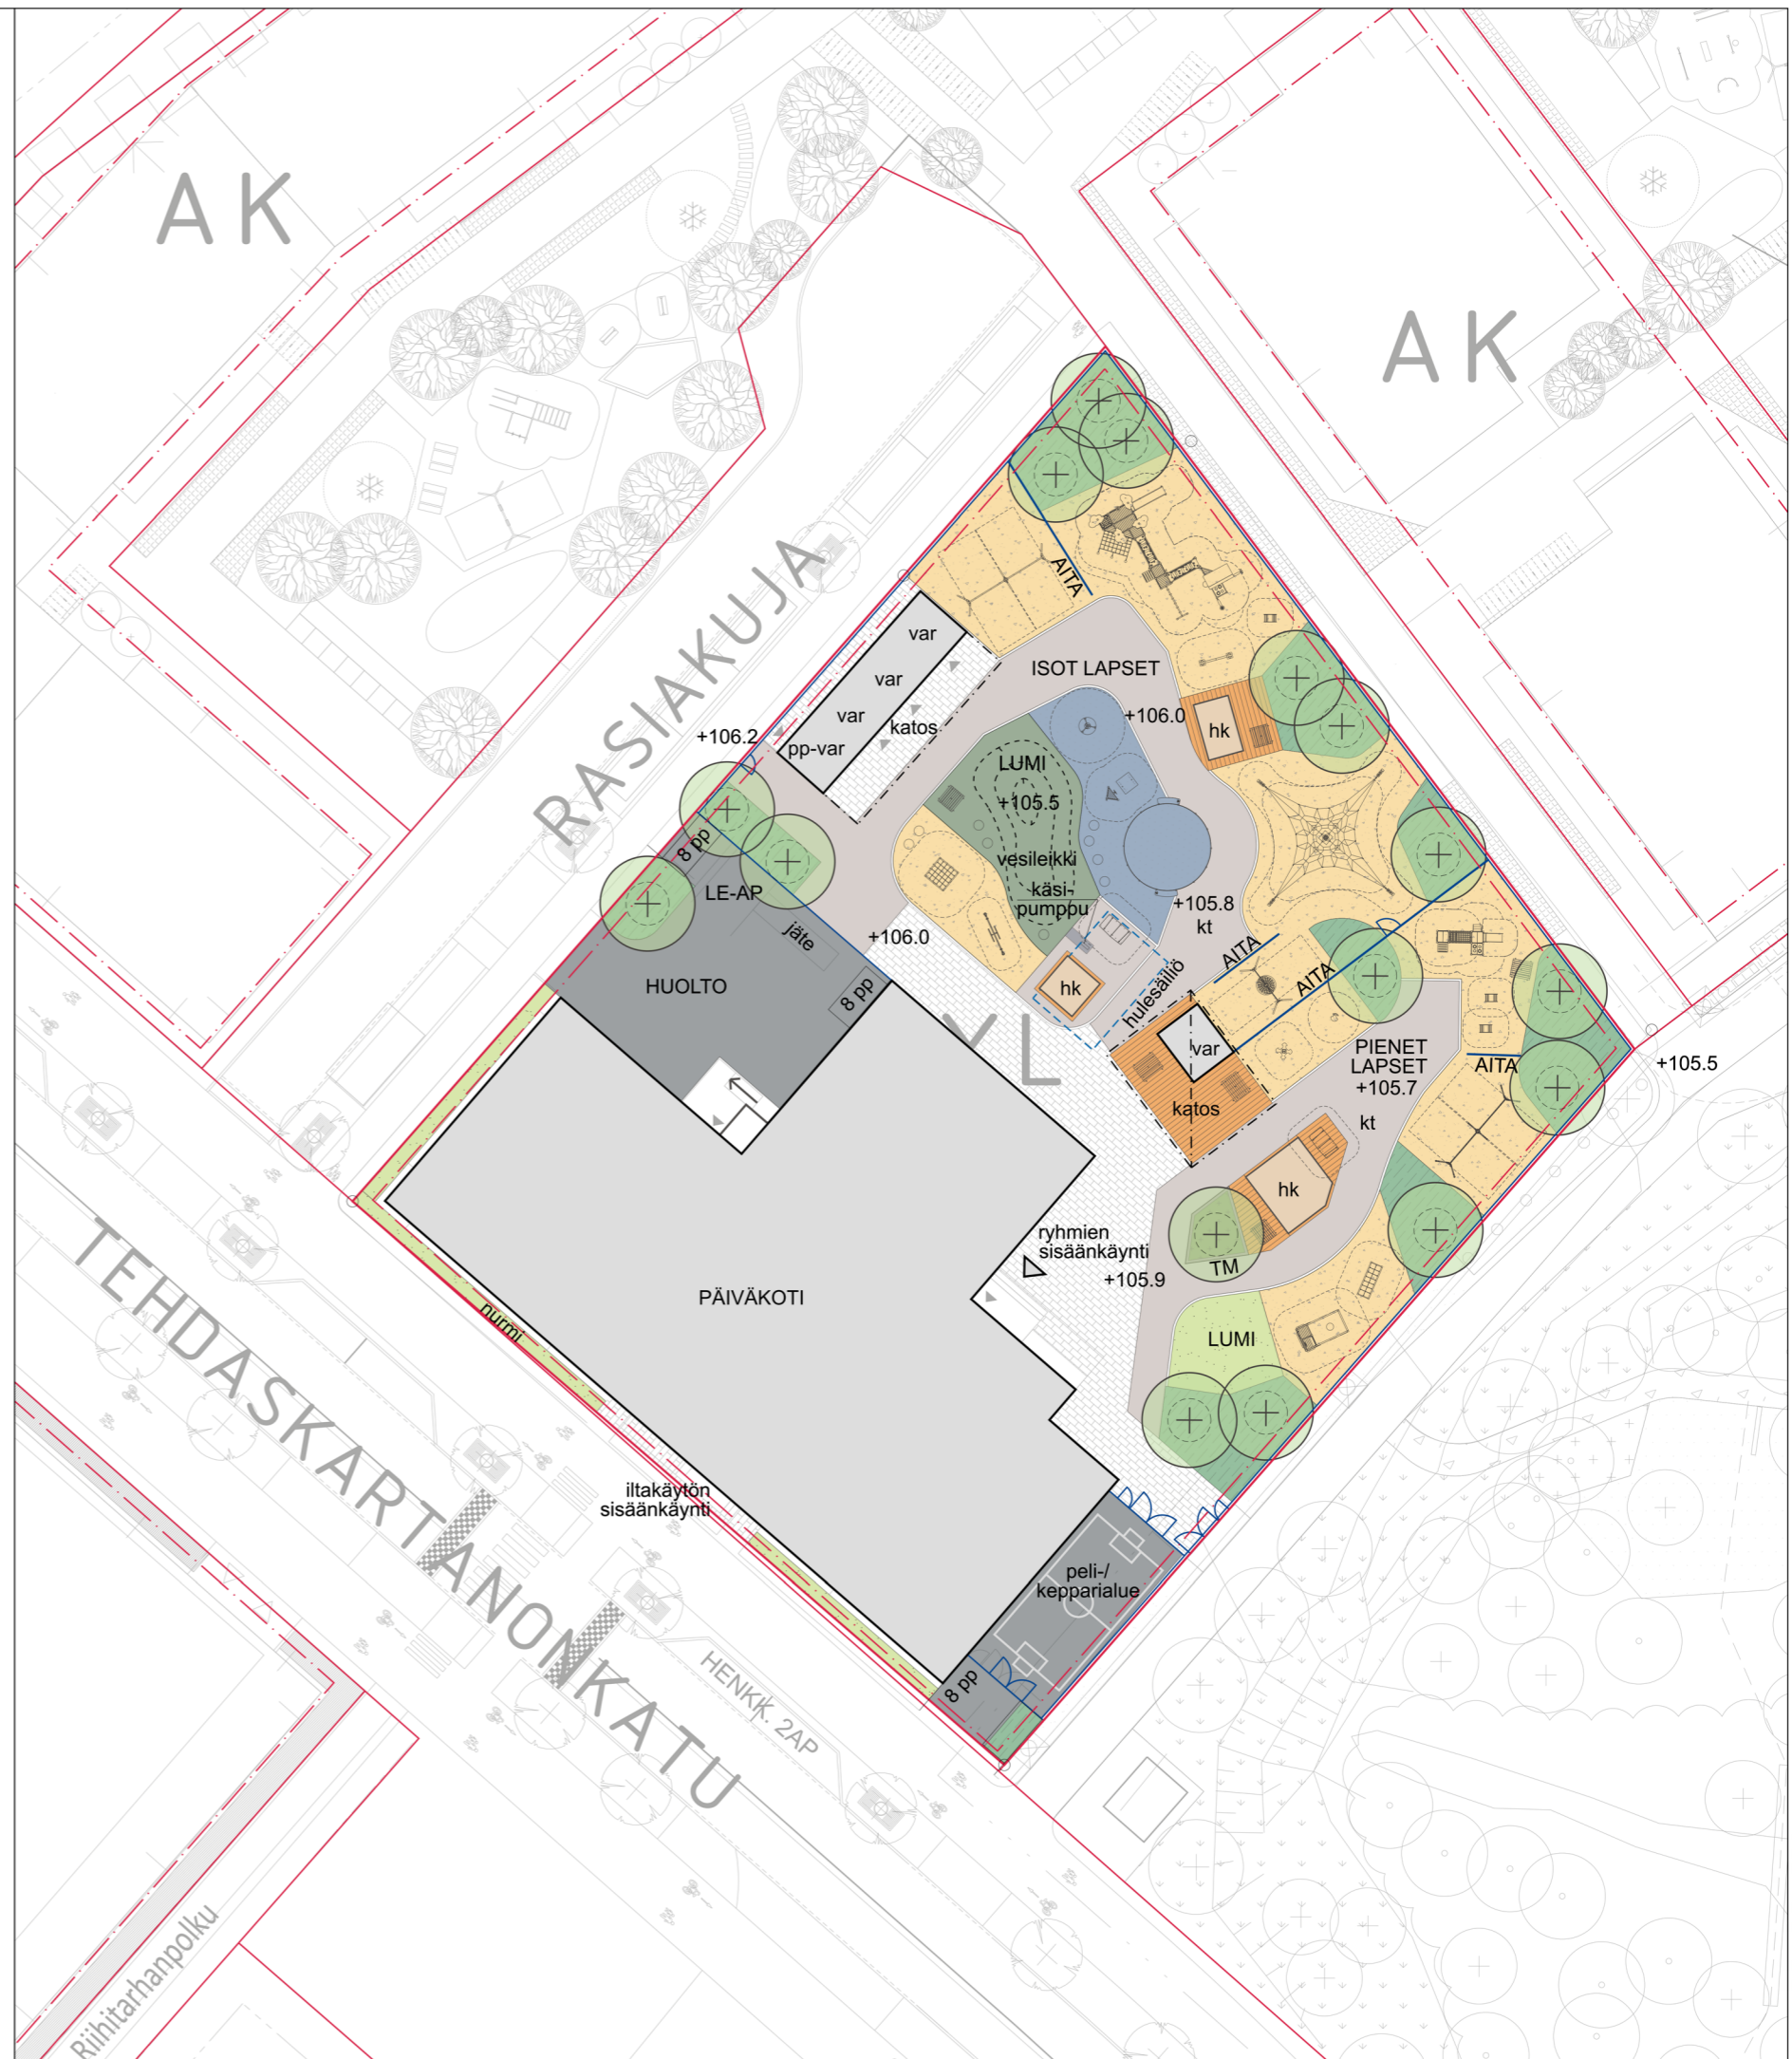 AK
AK
RASIAKUJA
AITA
var
var
var
pp-var
katos
ISOT LAPSET
+106.2
+106.0
hk
LUMI
+105.5
vesileikki
käsi-
pumppu
8 pp
LE-AP
jäte
+106.0
+105.8
kt
AITA
AITA
HUOLTO
8 pp
hk
hulesäiliö
YL
var
katos
PIENET
LAPSET
+105.7
kt
AITA
+105.5
hk
ryhmien
sisäänkäynti
+105.9
TM
PÄIVÄKOTI
nurmi
LUMI
TEHDASKARTANONKATU
iltakäytön
sisäänkäynti
peli-/
kepparialue
8 pp
HENKK. 2AP
Riihitarhanpolku